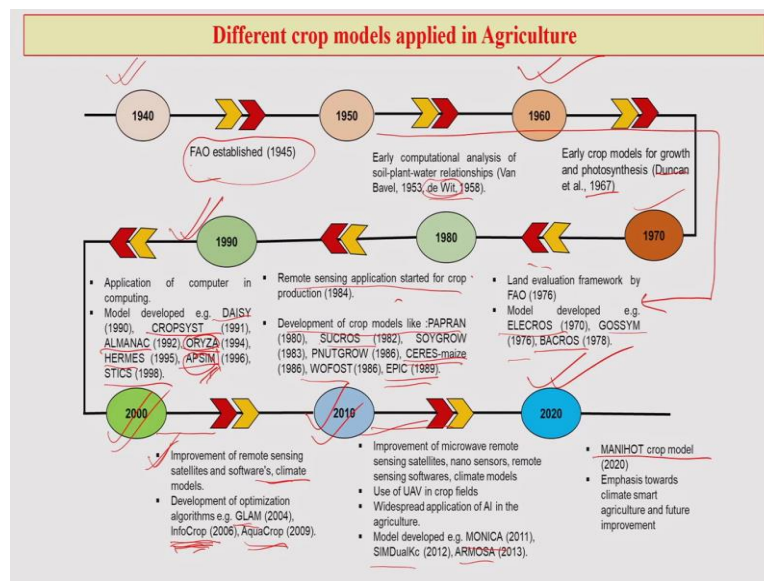 Different crop models applied in Agriculture
1940
1950
1960
FAO established (1945)
Early computational analysis of
soil-plant-water relationships (Van
Bavel, 1953, de Wit, 1958).
Early crop models for growth
and photosynthesis (Duncan
et al., 1967)
1990
1980
1970
▪ Application of computer in
computing.
▪ Model developed e.g. DAISY
(1990), CROPSYST (1991),
ALMANAC (1992), ORYZA (1994),
HERMES (1995), APSIM (1996),
STICS (1998).
▪ Remote sensing application started for crop
production (1984).
▪ Development of crop models like :PAPRAN
(1980), SUCROS (1982), SOYGROW
(1983), PNUTGROW (1986), CERES-maize
(1986), WOFOST(1986), EPIC (1989).
▪ Land evaluation framework by
FAO (1976)
▪ Model developed e.g.
ELECROS (1970), GOSSYM
(1976), BACROS (1978).
2000
2010
2020
▪ Improvement of remote sensing
satellites and software's, climate
models.
▪ Development of optimization
algorithms e.g. GLAM (2004),
InfoCrop (2006), AquaCrop (2009).
▪ Improvement of microwave remote
sensing satellites, nano sensors, remote
sensing softwares, climate models
▪ Use of UAV in crop fields
▪ Widespread application of AI in the
agriculture.
▪ Model developed e.g. MONICA (2011),
SIMDualKc (2012), ARMOSA (2013).
▪ MANIHOT crop model
(2020)
▪ Emphasis towards
climate smart
agriculture and future
improvement